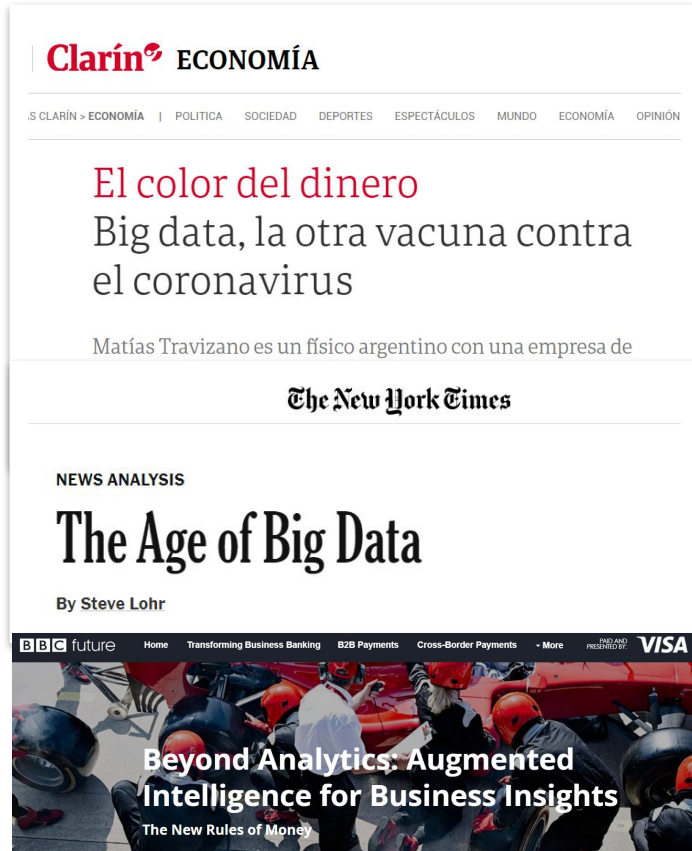 Clarín ECONOMÍA
AS CLARÍN > ECONOMÍA | POLITICA SOCIEDAD DEPORTES ESPECTÁCULOS MUNDO ECONOMÍA OPINIÓN
El color del dinero
Big data, la otra vacuna contra
el coronavirus
Matías Travizano es un físico argentino con una empresa de
The New York Times
NEWS ANALYSIS
The Age of Big Data
By Steve Lohr
BBC future Home Transforming Business Banking B2B Payments Cross-Border Payments More PAID AND PRESENTED BY: VISA
Beyond Analytics: Augmented
Intelligence for Business Insights
The New Rules of Money